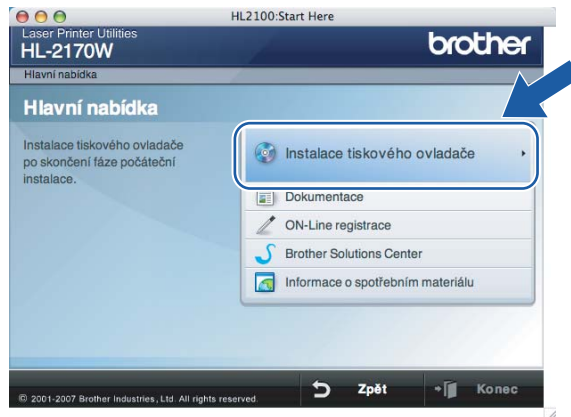 HL2100:Start Here
Laser Printer Utilities
HL-2170W
brother
Hlavní nabídka
Hlavní nabídka
Instalace tiskového ovladače
po skončení fáze počáteční
instalace.
Instalace tiskového ovladače
Dokumentace
ON-Line registrace
Brother Solutions Center
Informace o spotřebním materiálu
© 2001-2007 Brother Industries, Ltd. All rights reserved.
Zpět
Konec